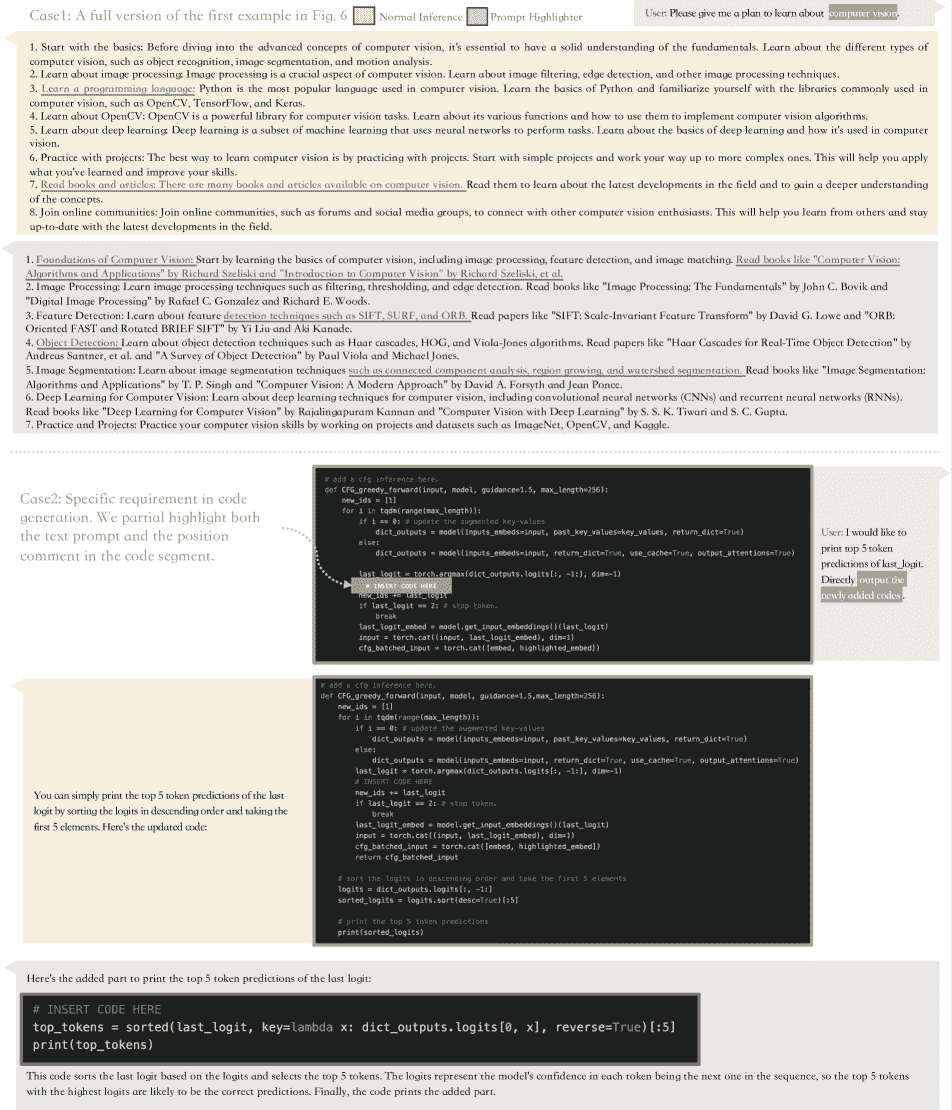 Case1: A full version of the first example in Fig. 6 Normal Inference Prompt Highlighter
User: Please give me a plan to learn about computer vision.
1. Start with the basics: Before diving into the advanced concepts of computer vision, it's essential to have a solid understanding of the fundamentals. Learn about the different types of
computer vision, such as object recognition, image segmentation, and motion analysis.
2. Learn about image processing: Image processing is a crucial aspect of computer vision. Learn about image filtering, edge detection, and other image processing techniques.
3. Learn a programming language: Python is the most popular language used in computer vision. Learn the basics of Python and familiarize yourself with the libraries commonly used in
computer vision, such as OpenCV, TensorFlow, and Keras.
4. Learn about OpenCV: OpenCV is a powerful library for computer vision tasks. Learn about its various functions and how to use them to implement computer vision algorithms.
5. Learn about deep learning: Deep learning is a subset of machine learning that uses neural networks to perform tasks. Learn about the basics of deep learning and how it's used in computer
vision.
6. Practice with projects: The best way to learn computer vision is by practicing with projects. Start with simple projects and work your way up to more complex ones. This will help you apply
what you've learned and improve your skills.
7. Read books and articles: There are many books and articles available on computer vision. Read them to learn about the latest developments in the field and to gain a deeper understanding
of the concepts.
8. Join online communities: Join online communities, such as forums and social media groups, to connect with other computer vision enthusiasts. This will help you learn from others and stay
up-to-date with the latest developments in the field.
1. Foundations of Computer Vision: Start by learning the basics of computer vision, including image processing, feature detection, and image matching. Read books like "Computer Vision:
Algorithms and Applications" by Richard Szeliski and "Introduction to Computer Vision" by Richard Szeliski, et al.
2. Image Processing: Learn image processing techniques such as filtering, thresholding, and edge detection. Read books like "Image Processing: The Fundamentals" by John C. Bovik and
"Digital Image Processing" by Rafael C. Gonzalez and Richard E. Woods.
3. Feature Detection: Learn about feature detection techniques such as SIFT, SURF, and ORB. Read papers like "SIFT: Scale-Invariant Feature Transform" by David G. Lowe and "ORB:
Oriented FAST and Rotated BRIEF SIFT" by Yi Liu and Aki Kanade.
4. Object Detection: Learn about object detection techniques such as Haar cascades, HOG, and Viola-Jones algorithms. Read papers like "Haar Cascades for Real-Time Object Detection" by
Andreas Santner, et al. and "A Survey of Object Detection" by Paul Viola and Michael Jones.
5. Image Segmentation: Learn about image segmentation techniques such as connected component analysis, region growing, and watershed segmentation. Read books like "Image Segmentation:
Algorithms and Applications" by T. P. Singh and "Computer Vision: A Modern Approach" by David A. Forsyth and Jean Ponce.
6. Deep Learning for Computer Vision: Learn about deep learning techniques for computer vision, including convolutional neural networks (CNNs) and recurrent neural networks (RNNs).
Read books like "Deep Learning for Computer Vision" by Rajalingapuram Kannan and "Computer Vision with Deep Learning" by S. S. K. Tiwari and S. C. Gupta.
7. Practice and Projects: Practice your computer vision skills by working on projects and datasets such as ImageNet, OpenCV, and Kaggle.
Case2: Specific requirement in code
generation. We partial highlight both
the text prompt and the position
comment in the code segment.
# add a cfg inference here.
def CFG_greedy_forward(input, model, guidance=1.5, max_length=256):
new_ids = [1]
for i in tqdm(range(max_length)):
if i == 0: # update the augmented key-values
dict_outputs = model(inputs_embeds=input, past_key_values=key_values, return_dict=True)
else:
dict_outputs = model(inputs_embeds=input, return_dict=True, use_cache=True, output_attentions=True)
last_logit = torch.argmax(dict_outputs.logits[:, -1:], dim=-1)
# INSERT CODE HERE
new_ids += last_logit
if last_logit == 2: # stop token.
break
last_logit_embed = model.get_input_embeddings()(last_logit)
input = torch.cat((input, last_logit_embed), dim=1)
cfg_batched_input = torch.cat([embed, highlighted_embed])
User: I would like to
print top 5 token
predictions of last_logit.
Directly output the
newly added codes.
You can simply print the top 5 token predictions of the last
logit by sorting the logits in descending order and taking the
first 5 elements. Here's the updated code:
# add a cfg inference here.
def CFG_greedy_forward(input, model, guidance=1.5,max_length=256):
new_ids = [1]
for i in tqdm(range(max_length)):
if i == 0: # update the augmented key-values
dict_outputs = model(inputs_embeds=input, past_key_values=key_values, return_dict=True)
else:
dict_outputs = model(inputs_embeds=input, return_dict=True, use_cache=True, output_attentions=True)
last_logit = torch.argmax(dict_outputs.logits[:, -1:], dim=-1)
# INSERT CODE HERE
new_ids += last_logit
if last_logit == 2: # stop token.
break
last_logit_embed = model.get_input_embeddings()(last_logit)
input = torch.cat((input, last_logit_embed), dim=1)
cfg_batched_input = torch.cat([embed, highlighted_embed])
return cfg_batched_input
# sort the logits in descending order and take the first 5 elements
logits = dict_outputs.logits[:, -1:]
sorted_logits = logits.sort(desc=True)[:5]
# print the top 5 token predictions
print(sorted_logits)
Here's the added part to print the top 5 token predictions of the last logit:
# INSERT CODE HERE
top_tokens = sorted(last_logit, key=lambda x: dict_outputs.logits[0, x], reverse=True)[:5]
print(top_tokens)
This code sorts the last logit based on the logits and selects the top 5 tokens. The logits represent the model's confidence in each token being the next one in the sequence, so the top 5 tokens
with the highest logits are likely to be the correct predictions. Finally, the code prints the added part.